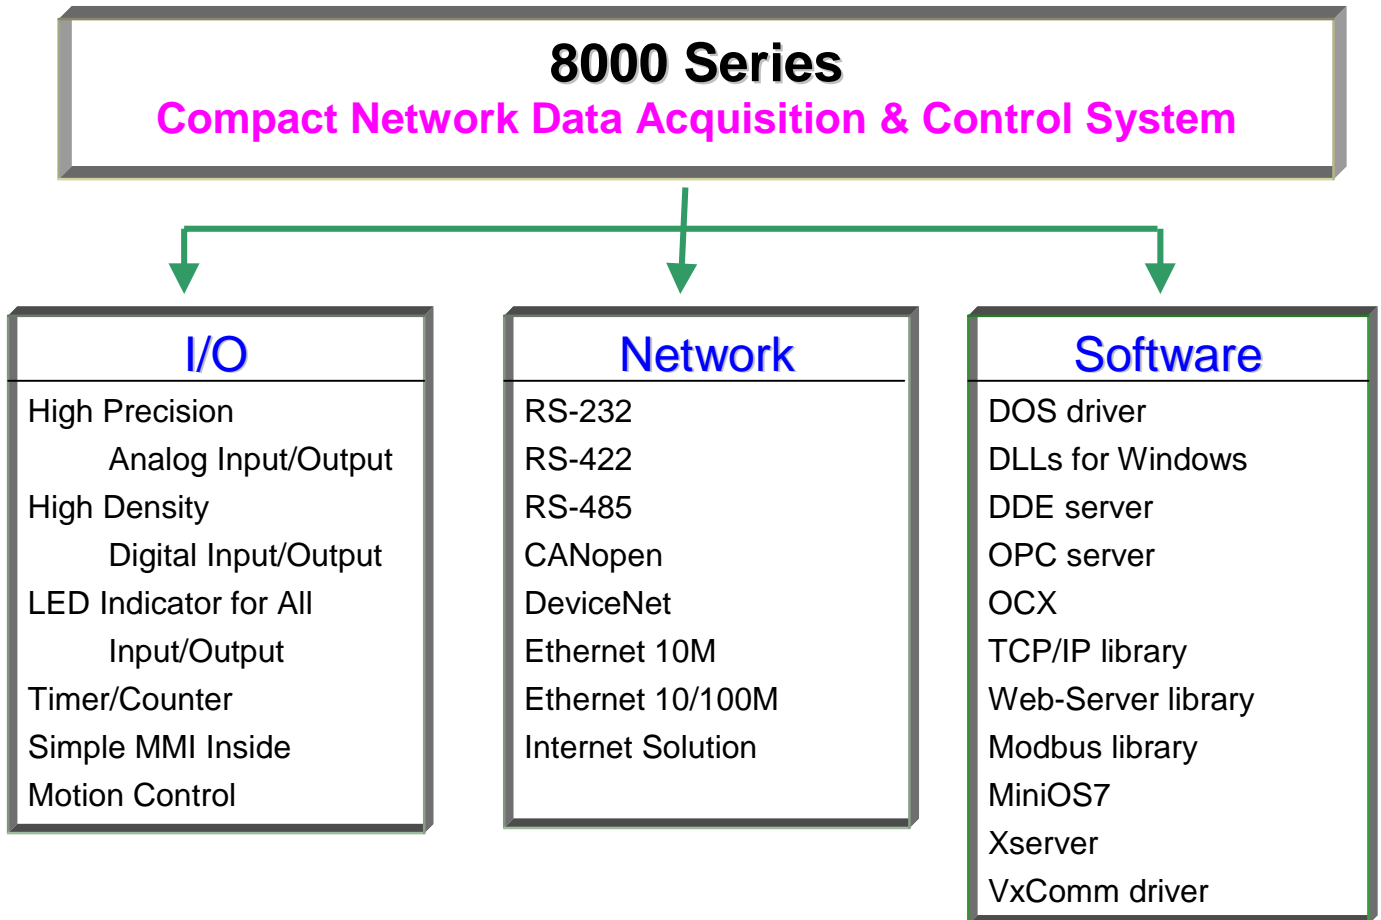 8000 Series
Compact Network Data Acquisition & Control System
I/O
High Precision
Analog Input/Output
High Density
Digital Input/Output
LED Indicator for All
Input/Output
Timer/Counter
Simple MMI Inside
Motion Control
Network
RS-232
RS-422
RS-485
CANopen
DeviceNet
Ethernet 10M
Ethernet 10/100M
Internet Solution
Software
DOS driver
DLLs for Windows
DDE server
OPC server
OCX
TCP/IP library
Web-Server library
Modbus library
MiniOS7
Xserver
VxComm driver